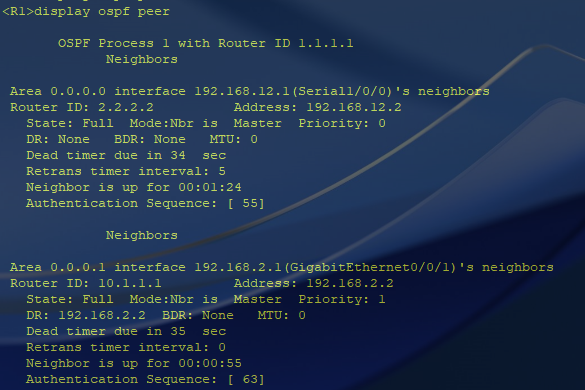 <R1>display ospf peer
OSPF Process 1 with Router ID 1.1.1.1
Neighbors
Area 0.0.0.0 interface 192.168.12.1(Serial1/0/0)'s neighbors
Router ID: 2.2.2.2 Address: 192.168.12.2
State: Full Mode:Nbr is Master Priority: 0
DR: None BDR: None MTU: 0
Dead timer due in 34 sec
Retrans timer interval: 5
Neighbor is up for 00:01:24
Authentication Sequence: [ 55]
Neighbors
Area 0.0.0.1 interface 192.168.2.1(GigabitEthernet0/0/1)'s neighbors
Router ID: 10.1.1.1 Address: 192.168.2.2
State: Full Mode:Nbr is Master Priority: 1
DR: 192.168.2.2 BDR: None MTU: 0
Dead timer due in 35 sec
Retrans timer interval: 0
Neighbor is up for 00:00:55
Authentication Sequence: [ 63]